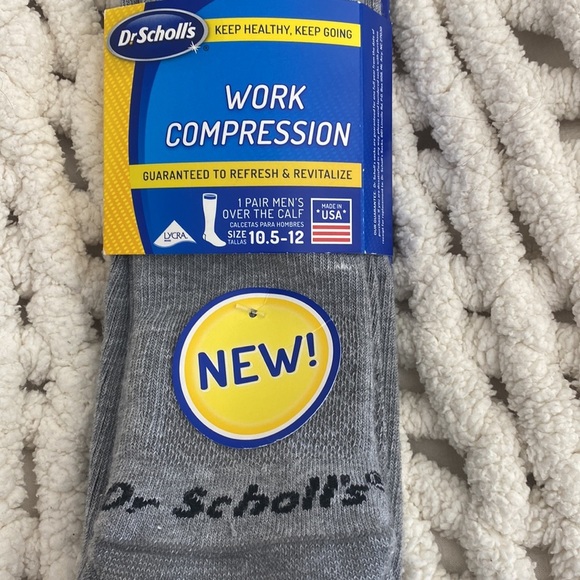 Dr Scholl's
KEEP HEALTHY, KEEP GOING
WORK
COMPRESSION
GUARANTEED TO REFRESH & REVITALIZE
1 PAIR MEN'S
OVER THE CALF
CALCETAS PARA HOMBRES
SIZE
TALLAS
10.5-12
MADE IN
USA
LYCRA
NEW!
Dr Scholl's